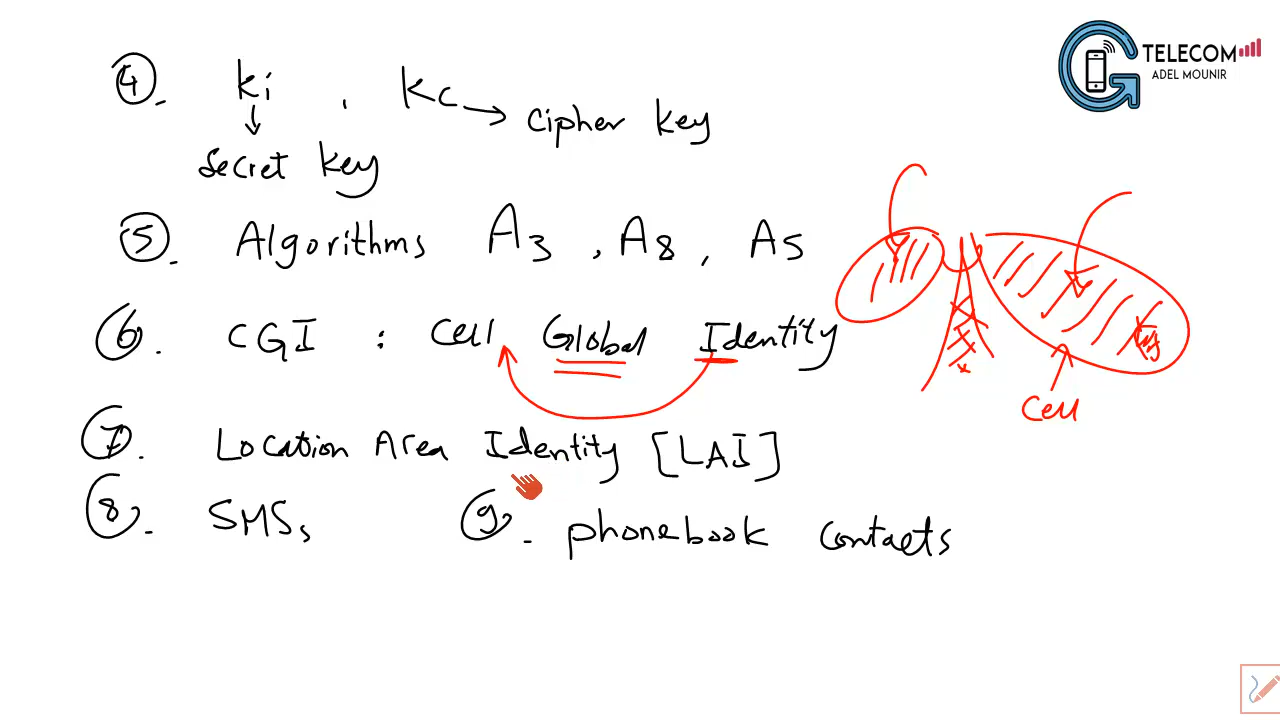 TELECOM
ADEL MOUNIR
④. Ki , Kc → cipher key
Secret key
⑤. Algorithms A3 , A8 , A5
⑥. CGI : Cell Global Identity
Cell
⑦. Location Area Identity [LAI]
⑧. SMSs ⑨. phonebook contacts